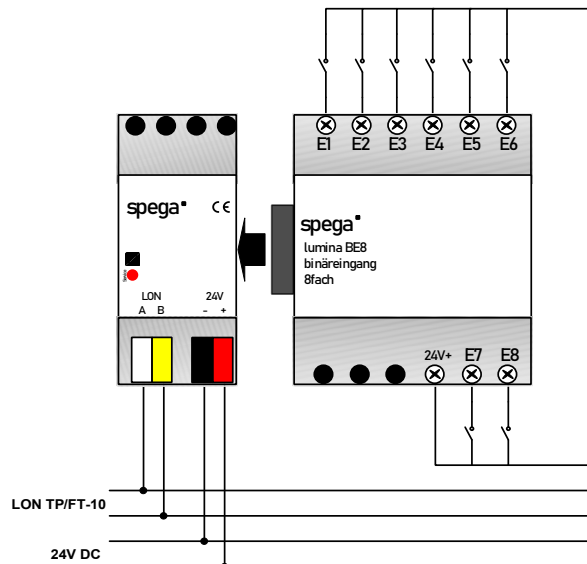 E1 E2 E3 E4 E5 E6
spega
CE
LON
24V
A B - +
spega
lumina BE8
binäreingang
8fach
24V+ E7 E8
LON TP/FT-10
24V DC